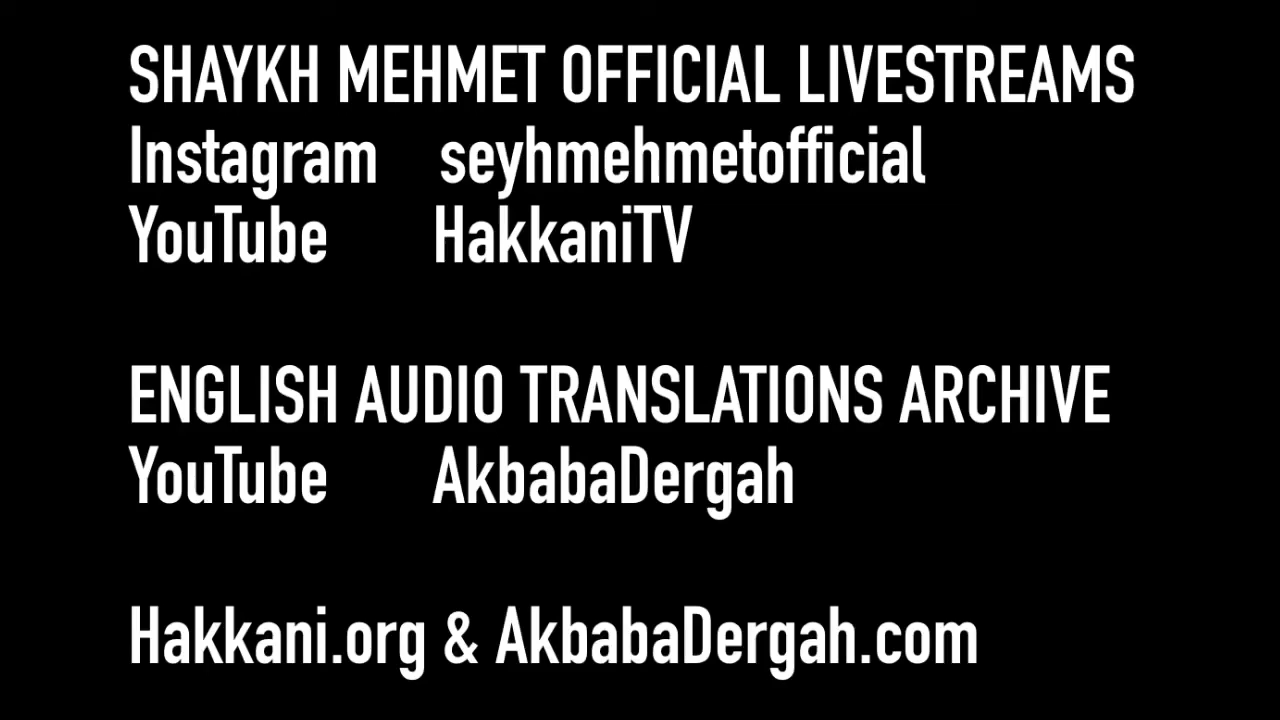 SHAYKH MEHMET OFFICIAL LIVESTREAMS
Instagram seyhmehmetofficial
YouTube HakkaniTV
ENGLISH AUDIO TRANSLATIONS ARCHIVE
YouTube AkbabaDergah
Hakkani.org & AkbabaDergah.com